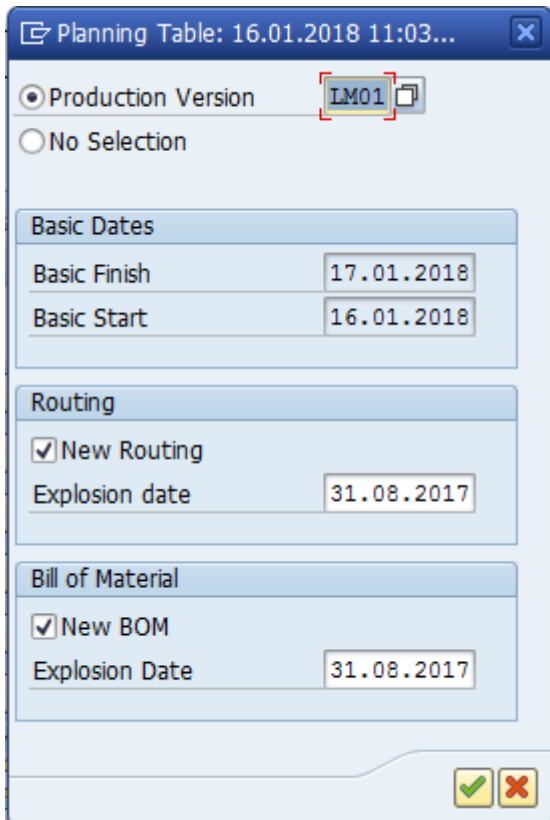 Planning Table: 16.01.2018 11:03...
Production Version LM01
No Selection
Basic Dates
Basic Finish 17.01.2018
Basic Start 16.01.2018
Routing
New Routing
Explosion date 31.08.2017
Bill of Material
New BOM
Explosion Date 31.08.2017